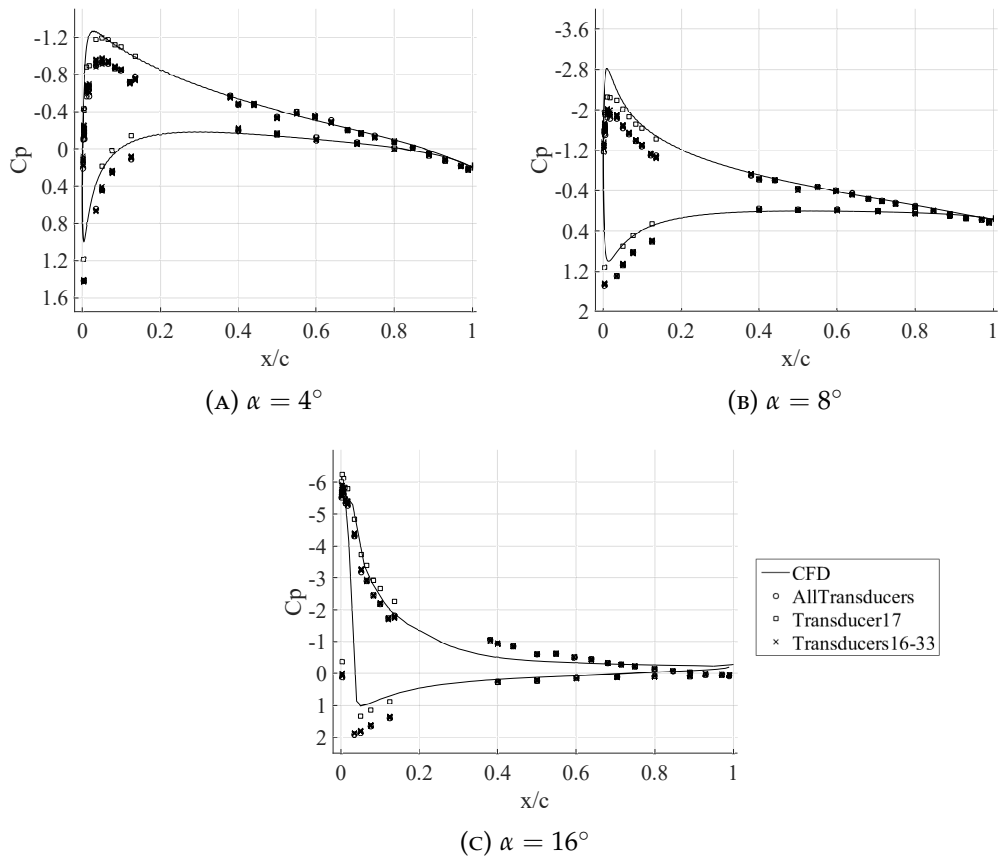 -1.2
-0.8
-0.4
0
0.4
0.8
1.2
1.6
Cp
0 0.2 0.4 0.6 0.8 1
x/c
(A) α = 4°
-3.6
-2.8
-2
-1.2
-0.4
0.4
1.2
2
Cp
0 0.2 0.4 0.6 0.8 1
x/c
(B) α = 8°
-6
-5
-4
-3
-2
-1
0
1
2
Cp
0 0.2 0.4 0.6 0.8 1
x/c
(C) α = 16°
CFD
AllTransducers
Transducer17
Transducers16-33